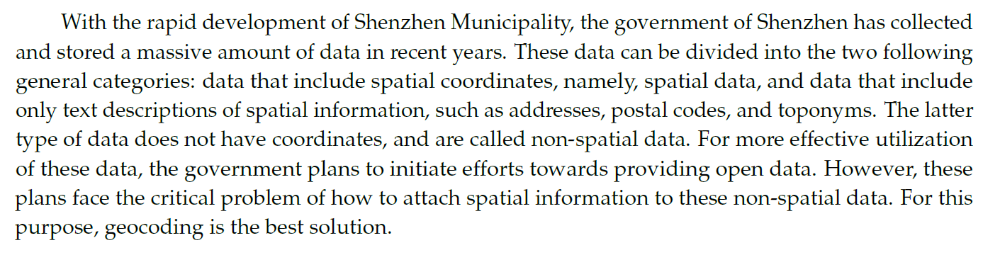 With the rapid development of Shenzhen Municipality, the government of Shenzhen has collected
and stored a massive amount of data in recent years. These data can be divided into the two following
general categories: data that include spatial coordinates, namely, spatial data, and data that include
only text descriptions of spatial information, such as addresses, postal codes, and toponyms. The latter
type of data does not have coordinates, and are called non-spatial data. For more effective utilization
of these data, the government plans to initiate efforts towards providing open data. However, these
plans face the critical problem of how to attach spatial information to these non-spatial data. For this
purpose, geocoding is the best solution.